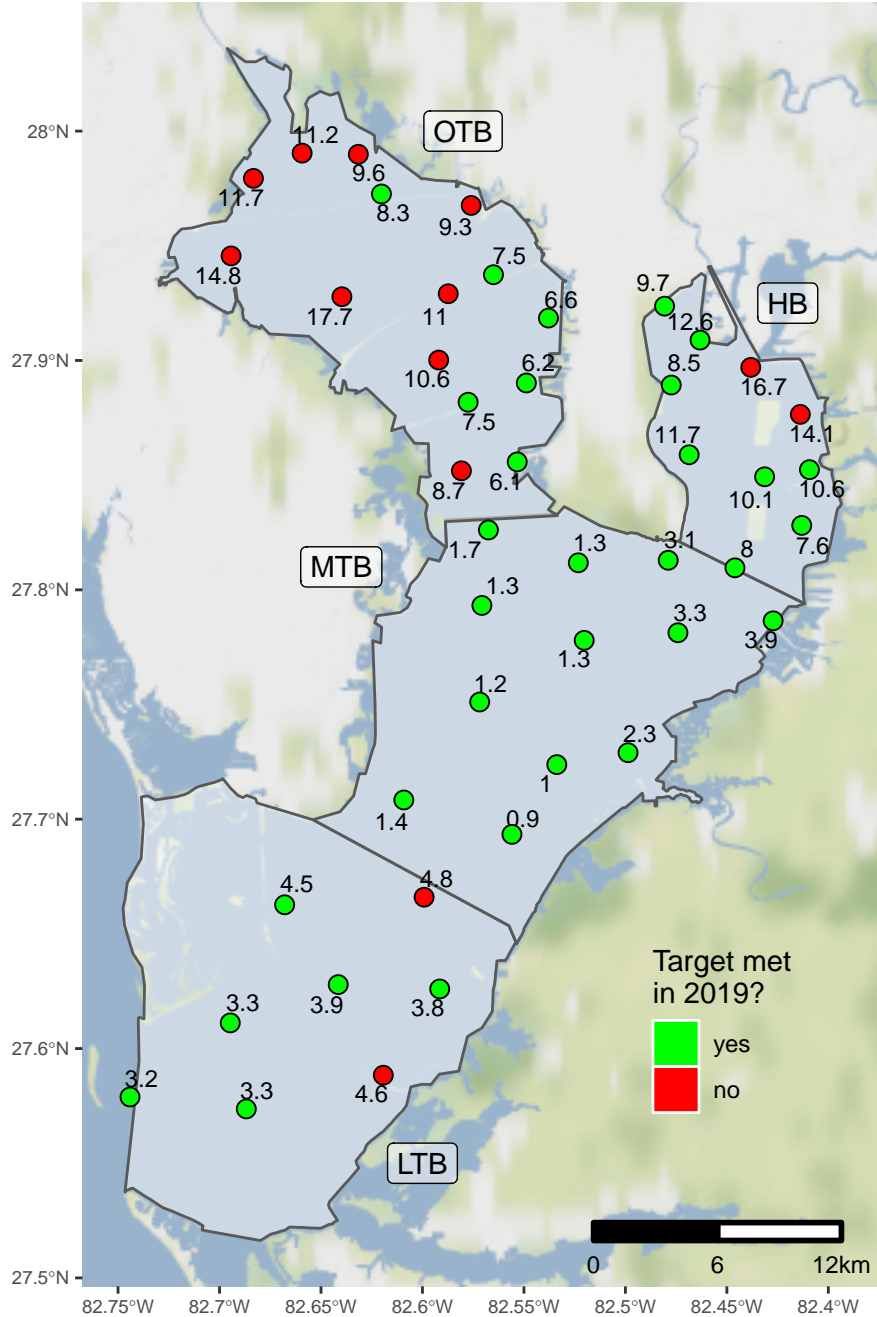 28°N
27.9°N
27.8°N
27.7°N
27.6°N
27.5°N
OTB
11.2
9.6
11.7
8.3
9.3
14.8
7.5
17.7
11
6.6
10.6
6.2
7.5
8.7
6.1
HB
9.7
12.6
8.5
16.7
11.7
14.1
10.1
10.6
7.6
8
MTB
1.7
1.3
3.1
1.3
3.3
3.9
1.3
1.2
2.3
1
1.4
0.9
4.8
4.5
3.9
3.8
3.3
3.2
3.3
4.6
LTB
Target met
in 2019?
yes
no
0 6 12km
82.75°W 82.7°W 82.65°W 82.6°W 82.55°W 82.5°W 82.45°W 82.4°W